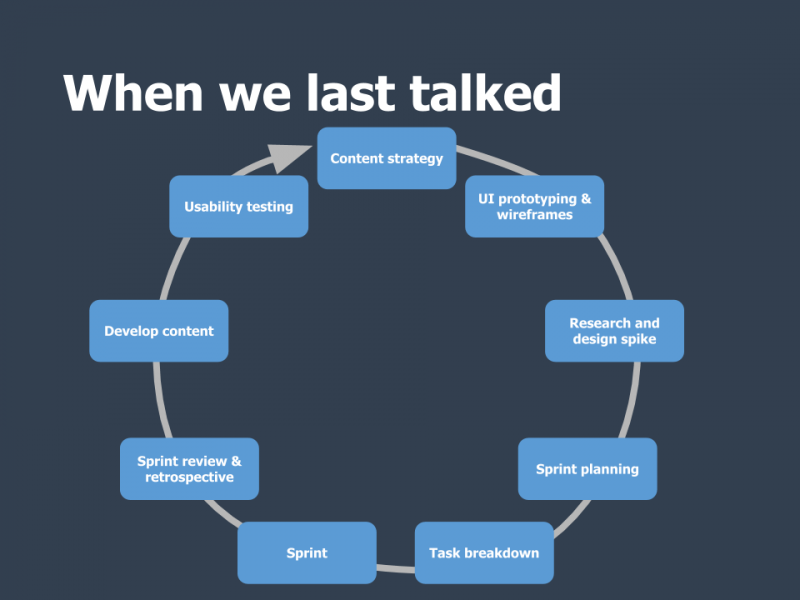 When we last talked
Content strategy
UI prototyping &
wireframes
Research and
design spike
Sprint planning
Task breakdown
Sprint
Sprint review &
retrospective
Develop content
Usability testing